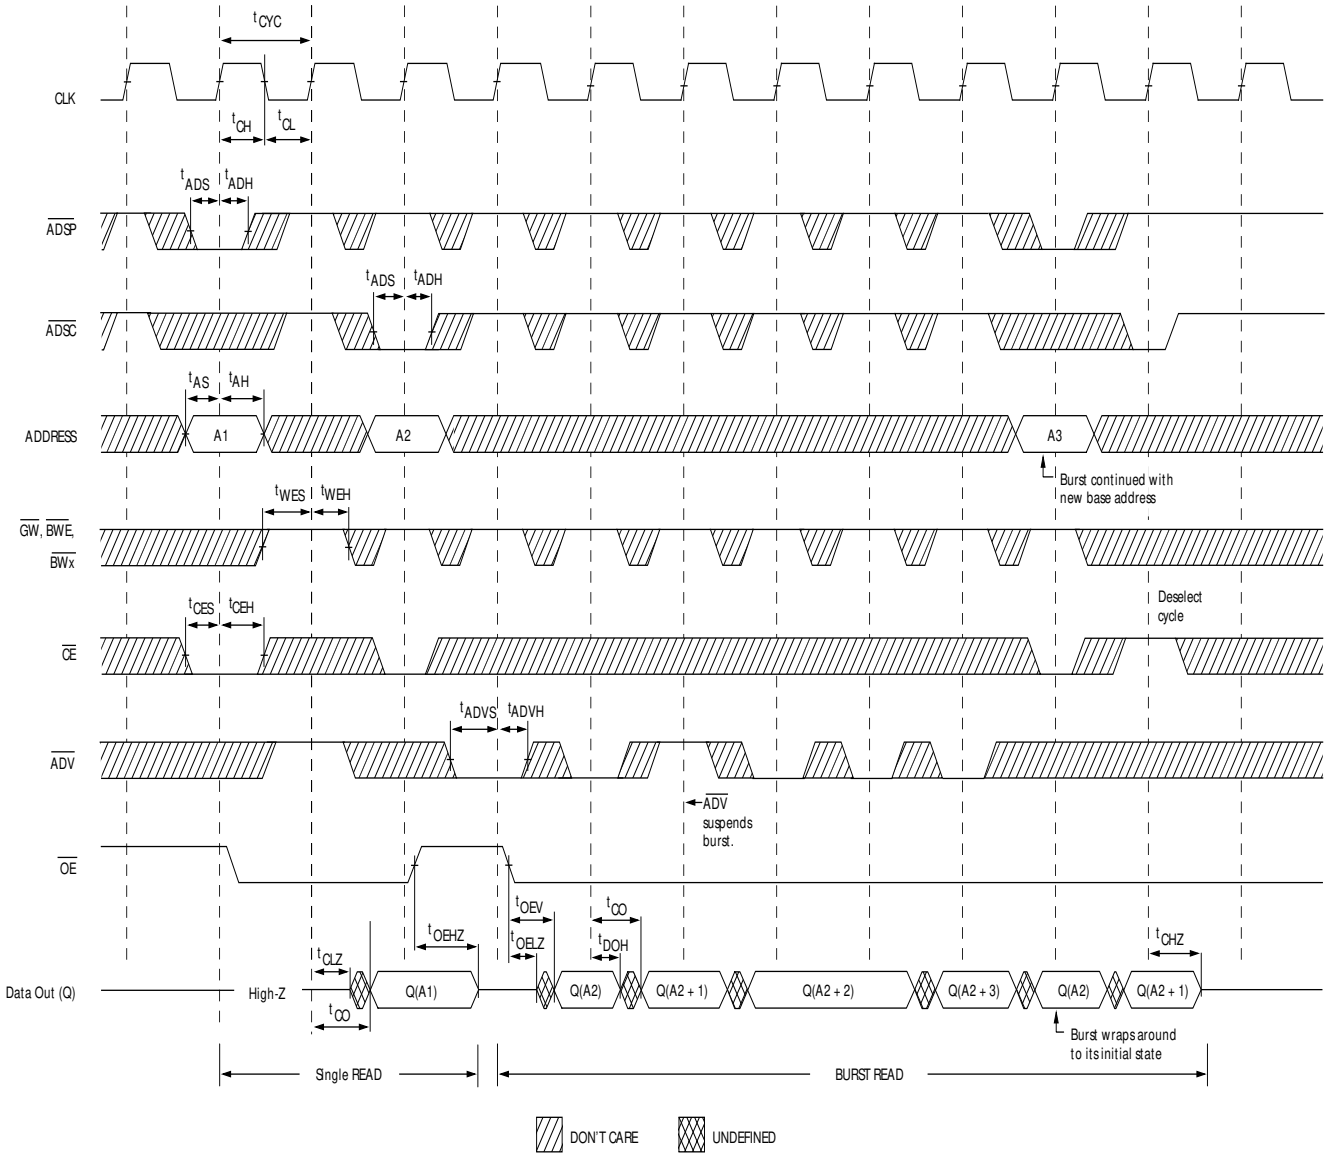 tCYC
CLK
tCH
tCL
tADS
tADH
ADSP
tADS
tADH
ADSC
tAS
tAH
ADDRESS
A1
A2
A3
Burst continued with
new base address
tWES
tWEH
GW, BWE,
BWx
Deselect
cycle
tCES
tCEH
CE
tADVS
tADVH
ADV
ADV
suspends
burst.
OE
tOEV
tCO
tOEHZ
tOELZ
tDOH
tCHZ
tCLZ
Data Out (Q)
High-Z
Q(A1)
Q(A2)
Q(A2 + 1)
Q(A2 + 2)
Q(A2 + 3)
Q(A2)
Q(A2 + 1)
tCO
Burst wraps around
to its initial state
Single READ
BURST READ
DON'T CARE
UNDEFINED